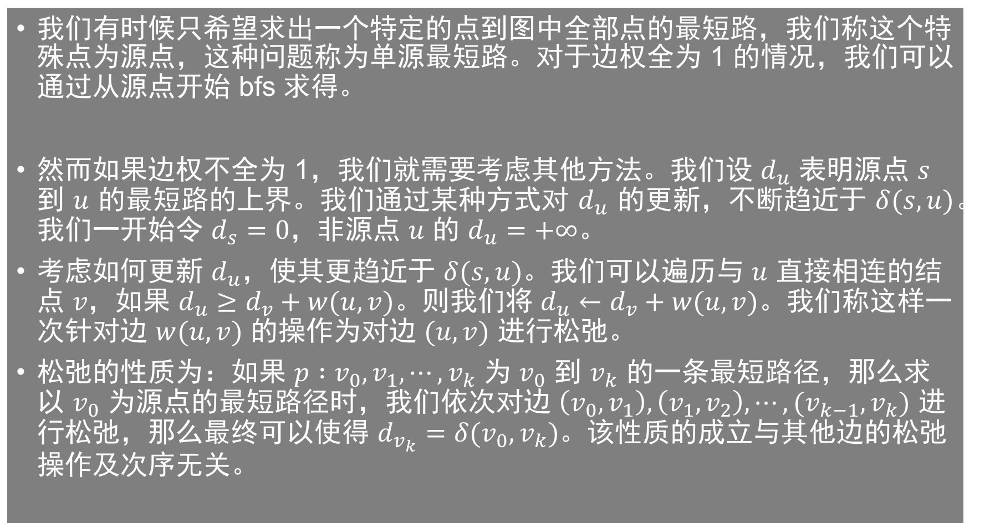 • 我们有时候只希望求出一个特定的点到图中全部点的最短路，我们称这个特
殊点为源点，这种问题称为单源最短路。对于边权全为 1 的情况，我们可以
通过从源点开始 bfs 求得。
• 然而如果边权不全为 1，我们就需要考虑其他方法。我们设 d_u 表明源点 s
到 u 的最短路的上界。我们通过某种方式对 d_u 的更新，不断趋近于 δ(s,u)。
我们一开始令 d_s = 0，非源点 u 的 d_u = +∞。
• 考虑如何更新 d_u，使其更趋近于 δ(s,u)。我们可以遍历与 u 直接相连的结
点 v，如果 d_u ≥ d_v + w(u,v)。则我们将 d_u ← d_v + w(u,v)。我们称这样一
次针对边 w(u,v) 的操作为对边 (u,v) 进行松弛。
• 松弛的性质为：如果 p : v_0, v_1, ⋯, v_k 为 v_0 到 v_k 的一条最短路径，那么求
以 v_0 为源点的最短路径时，我们依次对边 (v_0, v_1), (v_1, v_2), ⋯, (v_{k−1}, v_k) 进
行松弛，那么最终可以使得 d_{v_k} = δ(v_0, v_k)。该性质的成立与其他边的松弛
操作及次序无关。